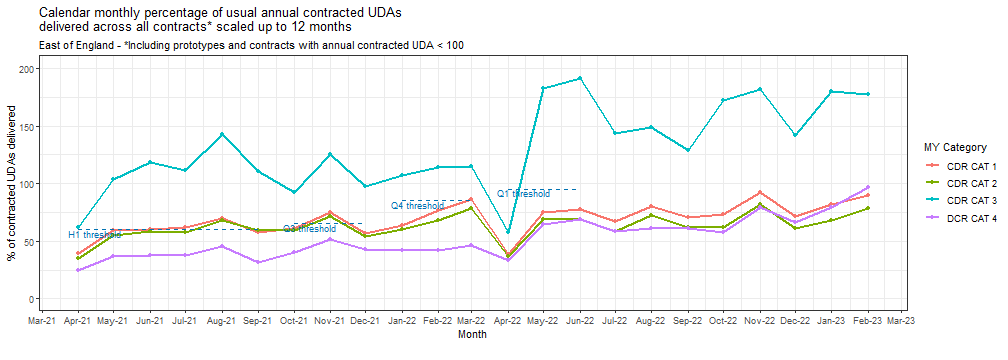 Calendar monthly percentage of usual annual contracted UDAs
delivered across all contracts* scaled up to 12 months
East of England - *Including prototypes and contracts with annual contracted UDA < 100
% of contracted UDAs delivered
200
150
100
50
0
H1 threshold
Q3 threshold
Q4 threshold
Q1 threshold
Mar-21 Apr-21 May-21 Jun-21 Jul-21 Aug-21 Sep-21 Oct-21 Nov-21 Dec-21 Jan-22 Feb-22 Mar-22 Apr-22 May-22 Jun-22 Jul-22 Aug-22 Sep-22 Oct-22 Nov-22 Dec-22 Jan-23 Feb-23 Mar-23
Month
MY Category
CDR CAT 1
CDR CAT 2
CDR CAT 3
DCR CAT 4